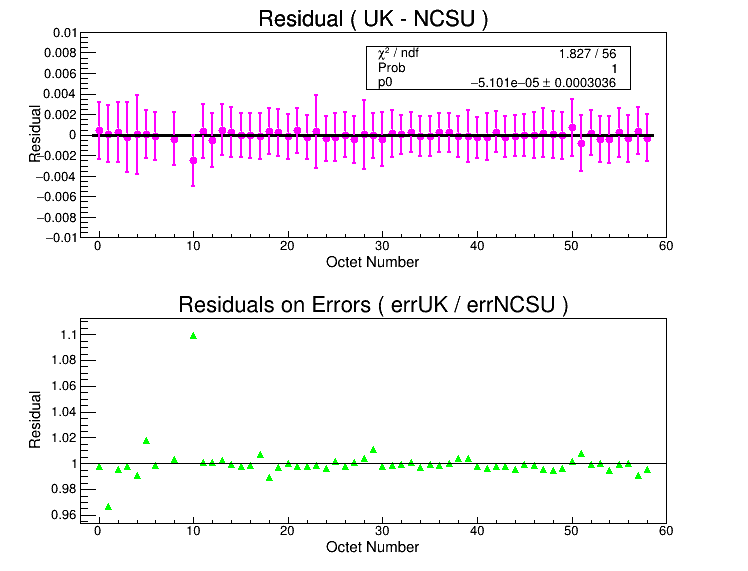 Residual ( UK - NCSU )
0.01
0.008
0.006
0.004
0.002
0
−0.002
−0.004
−0.006
−0.008
−0.01
Residual
χ² / ndf 1.827 / 56
Prob 1
p0 −5.101e−05 ± 0.0003036
0 10 20 30 40 50 60
Octet Number
Residuals on Errors ( errUK / errNCSU )
1.1
1.08
1.06
1.04
1.02
1
0.98
0.96
Residual
0 10 20 30 40 50 60
Octet Number